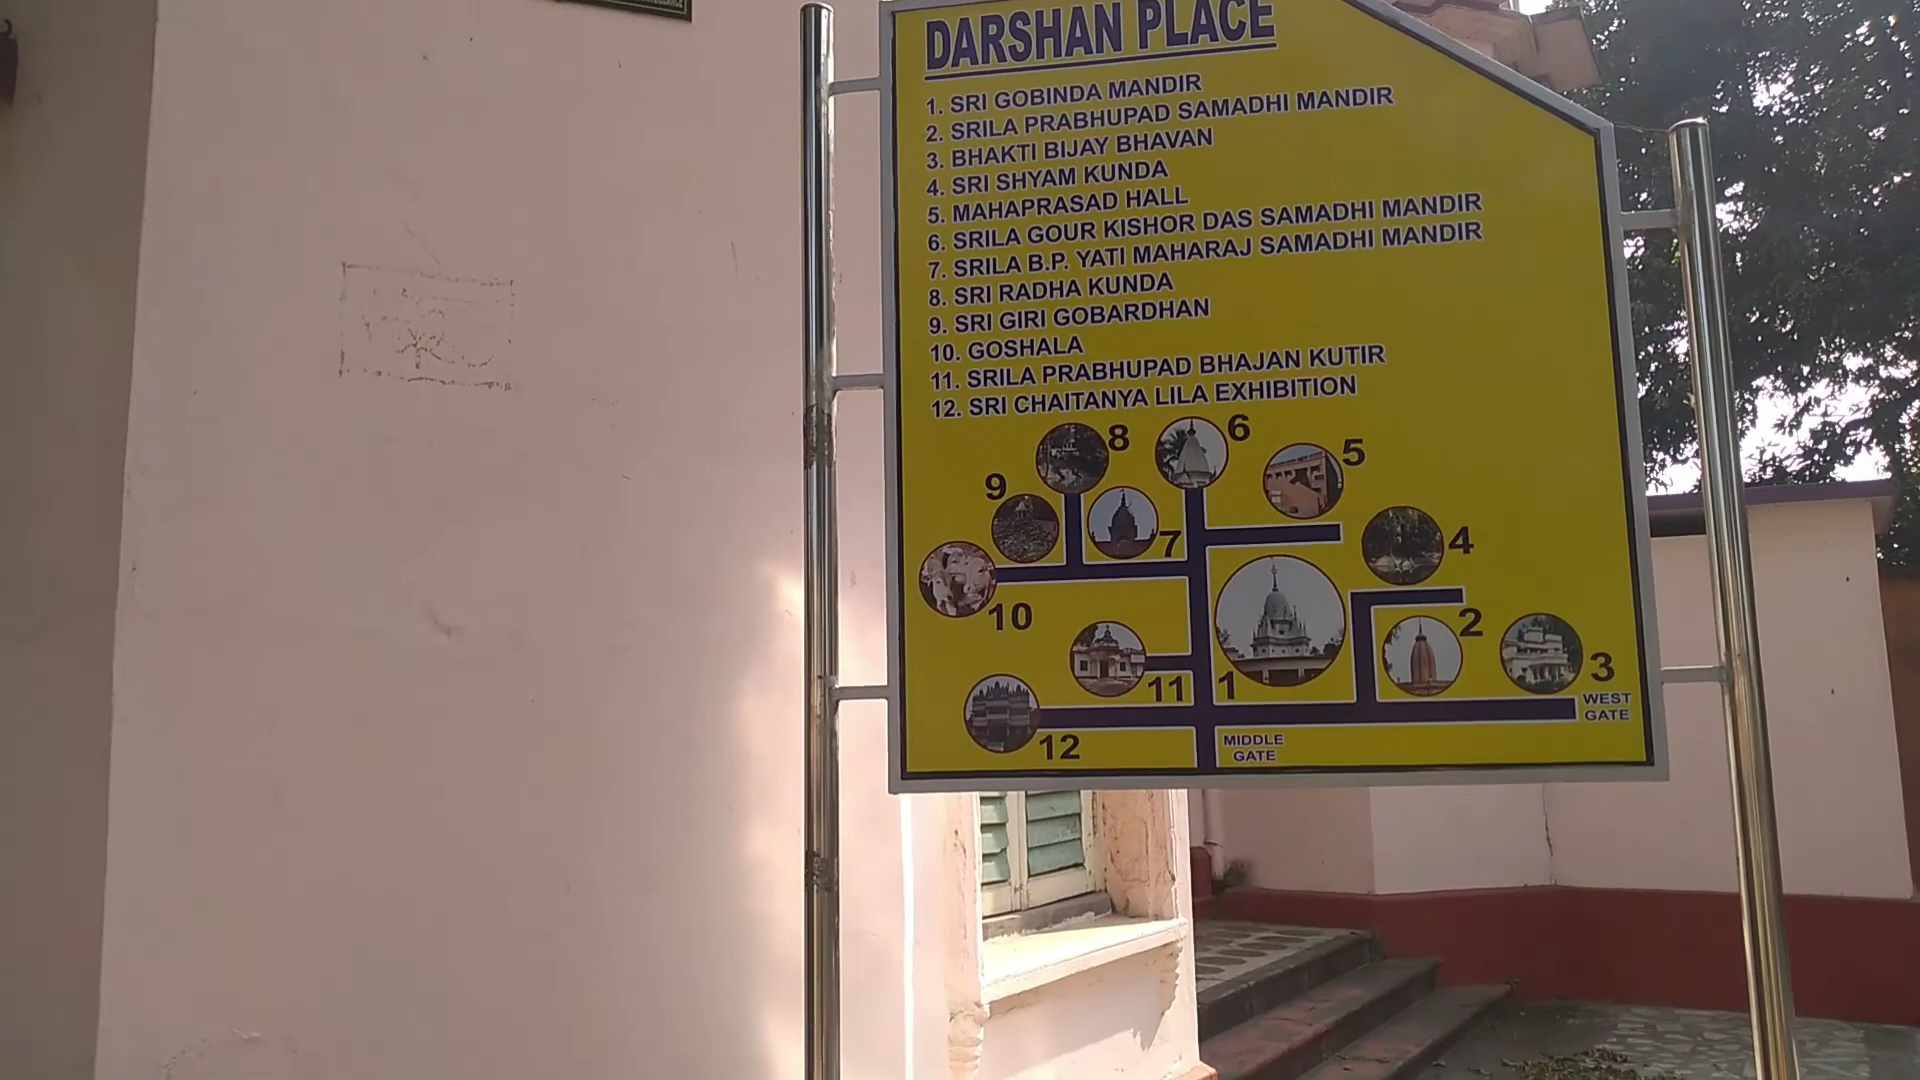 DARSHAN PLACE
1. SRI GOBINDA MANDIR
2. SRILA PRABHUPAD SAMADHI MANDIR
3. BHAKTI BIJAY BHAVAN
4. SRI SHYAM KUNDA
5. MAHAPRASAD HALL
6. SRILA GOUR KISHOR DAS SAMADHI MANDIR
7. SRILA B.P. YATI MAHARAJ SAMADHI MANDIR
8. SRI RADHA KUNDA
9. SRI GIRI GOBARDHAN
10. GOSHALA
11. SRILA PRABHUPAD BHAJAN KUTIR
12. SRI CHAITANYA LILA EXHIBITION
8
6
5
9
7
4
10
2
3
11
1
WEST
GATE
12
MIDDLE
GATE